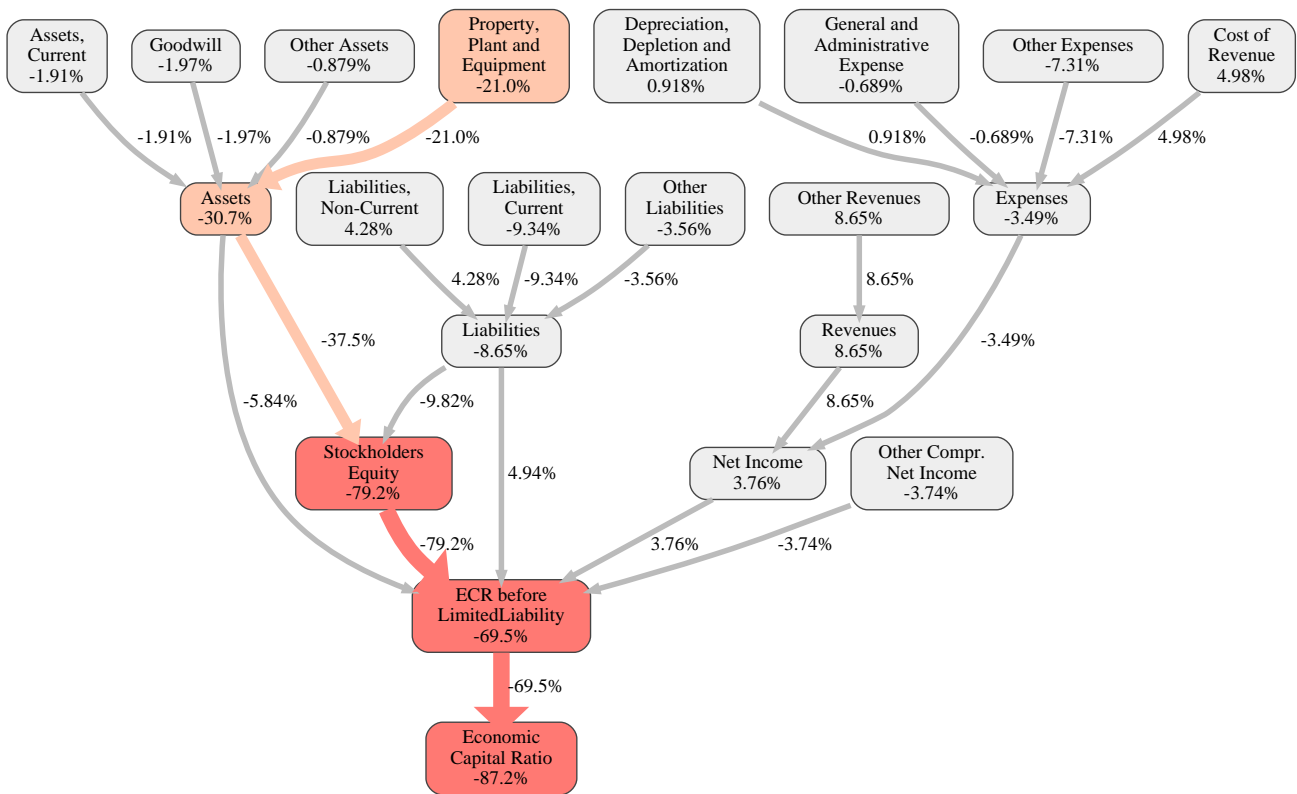 Assets,
Current
-1.91%
Goodwill
-1.97%
Other Assets
-0.879%
Property,
Plant and
Equipment
-21.0%
Depreciation,
Depletion and
Amortization
0.918%
General and
Administrative
Expense
-0.689%
Other Expenses
-7.31%
Cost of
Revenue
4.98%
-1.91%
-1.97%
-0.879%
-21.0%
0.918%
-0.689%
-7.31%
4.98%
Assets
-30.7%
Liabilities,
Non-Current
4.28%
Liabilities,
Current
-9.34%
Other
Liabilities
-3.56%
Other Revenues
8.65%
Expenses
-3.49%
4.28%
-9.34%
-3.56%
8.65%
-37.5%
Liabilities
-8.65%
Revenues
8.65%
-3.49%
-5.84%
-9.82%
8.65%
Stockholders
Equity
-79.2%
4.94%
Net Income
3.76%
Other Compr.
Net Income
-3.74%
-79.2%
3.76%
-3.74%
ECR before
LimitedLiability
-69.5%
-69.5%
Economic
Capital Ratio
-87.2%